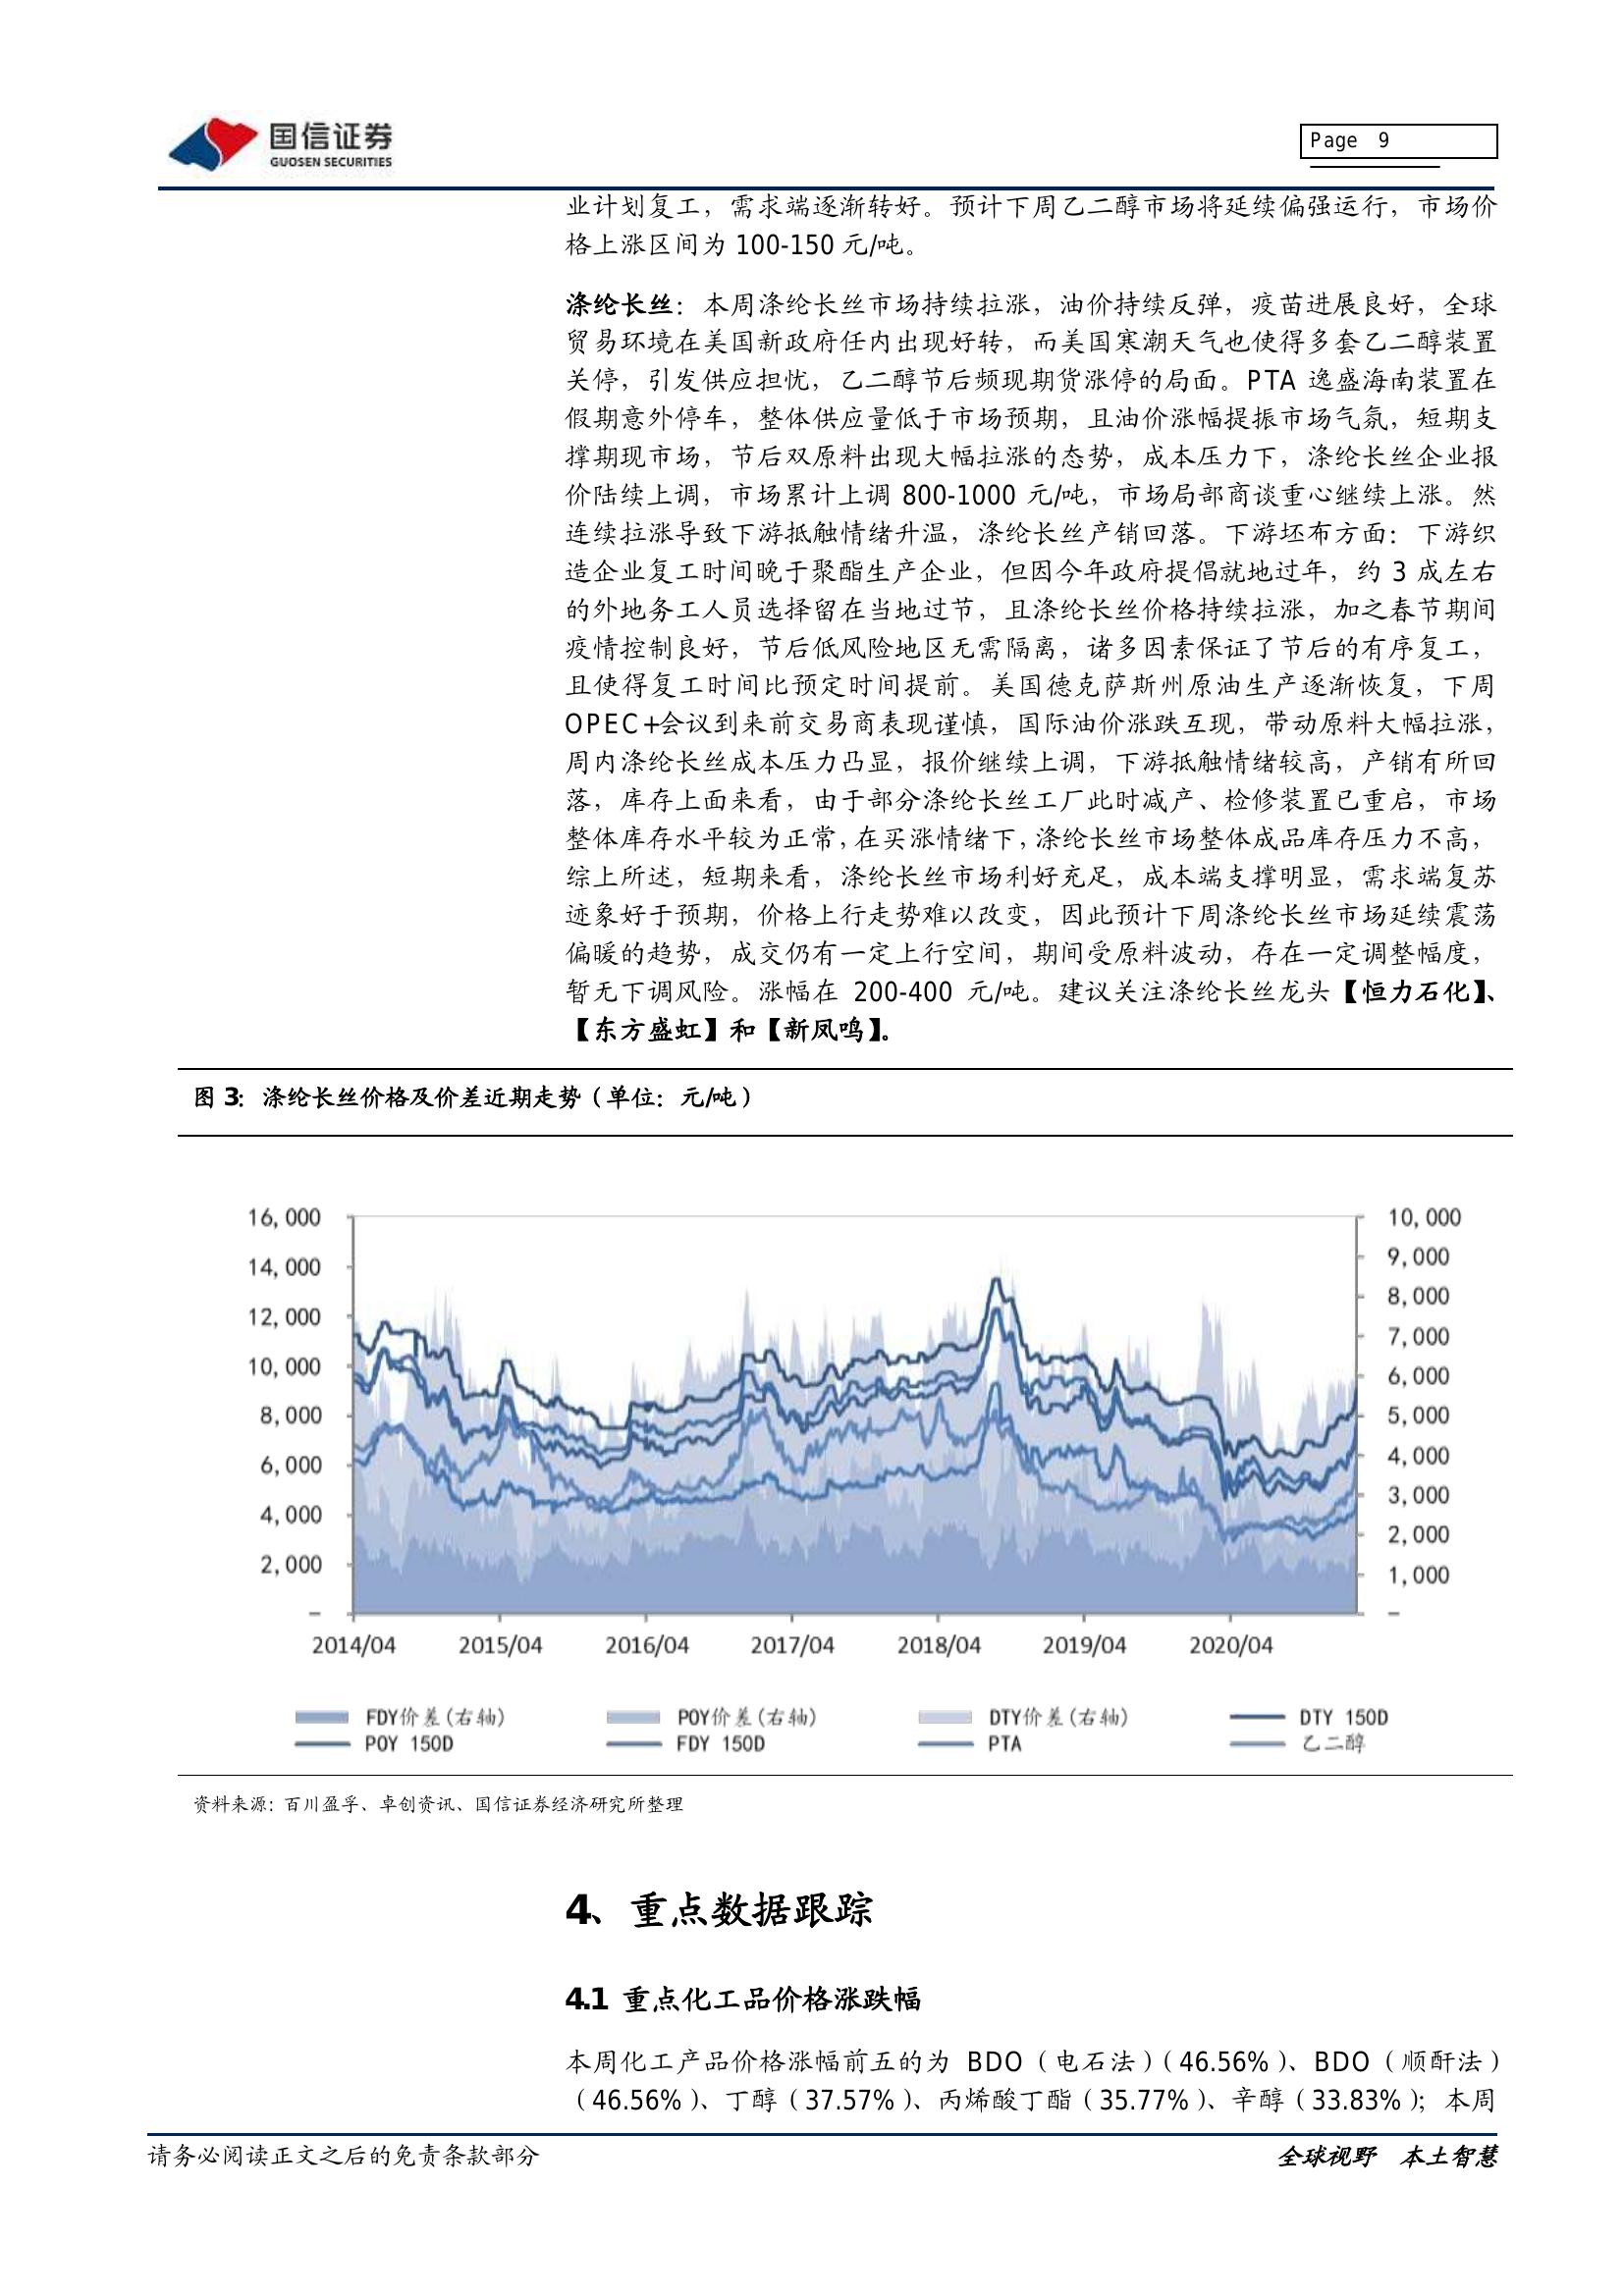 国信证券
GUOSEN SECURITIES
Page 9
业计划复工，需求端逐渐转好。预计下周乙二醇市场将延续偏强运行，市场价
格上涨区间为 100-150 元/吨。
涤纶长丝：本周涤纶长丝市场持续拉涨，油价持续反弹，疫苗进展良好，全球
贸易环境在美国新政府任内出现好转，而美国寒潮天气也使得多套乙二醇装置
关停，引发供应担忧，乙二醇节后频现期货涨停的局面。PTA 逸盛海南装置在
假期意外停车，整体供应量低于市场预期，且油价涨幅提振市场气氛，短期支
撑期现市场，节后双原料出现大幅拉涨的态势，成本压力下，涤纶长丝企业报
价陆续上调，市场累计上调 800-1000 元/吨，市场局部商谈重心继续上涨。然
连续拉涨导致下游抵触情绪升温，涤纶长丝产销回落。下游坯布方面：下游织
造企业复工时间晚于聚酯生产企业，但因今年政府提倡就地过年，约 3 成左右
的外地务工人员选择留在当地过节，且涤纶长丝价格持续拉涨，加之春节期间
疫情控制良好，节后低风险地区无需隔离，诸多因素保证了节后的有序复工，
且使得复工时间比预定时间提前。美国德克萨斯州原油生产逐渐恢复，下周
OPEC+会议到来前交易商表现谨慎，国际油价涨跌互现，带动原料大幅拉涨，
周内涤纶长丝成本压力凸显，报价继续上调，下游抵触情绪较高，产销有所回
落，库存上面来看，由于部分涤纶长丝工厂此时减产、检修装置已重启，市场
整体库存水平较为正常，在买涨情绪下，涤纶长丝市场整体成品库存压力不高，
综上所述，短期来看，涤纶长丝市场利好充足，成本端支撑明显，需求端复苏
迹象好于预期，价格上行走势难以改变，因此预计下周涤纶长丝市场延续震荡
偏暖的趋势，成交仍有一定上行空间，期间受原料波动，存在一定调整幅度，
暂无下调风险。涨幅在 200-400 元/吨。建议关注涤纶长丝龙头【恒力石化】、
【东方盛虹】和【新凤鸣】。
图 3：涤纶长丝价格及价差近期走势（单位：元/吨）
16,000 10,000
14,000 9,000
12,000 8,000
10,000 7,000
8,000 6,000
6,000 5,000
4,000 4,000
2,000 3,000
- 2,000
1,000
-
2014/04 2015/04 2016/04 2017/04 2018/04 2019/04 2020/04
FDY价差(右轴) POY价差(右轴) DTY价差(右轴) DTY 150D
POY 150D FDY 150D PTA 乙二醇
资料来源：百川盈孚、卓创资讯、国信证券经济研究所整理
4、重点数据跟踪
4.1 重点化工品价格涨跌幅
本周化工产品价格涨幅前五的为 BDO（电石法）（46.56%）、BDO（顺酐法）
（46.56%）、丁醇（37.57%）、丙烯酸丁酯（35.77%）、辛醇（33.83%）；本周
请务必阅读正文之后的免责条款部分
全球视野 本土智慧